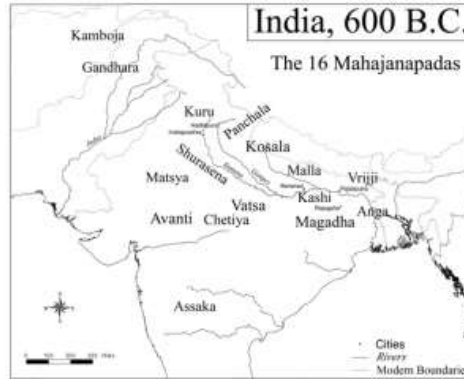 India, 600 B.C.
The 16 Mahajanapadas
Kamboja
Gandhara
Kuru
Panchala
Kosala
Shurasena
Malla
Vrijji
Matsya
Vatsa
Kashi
Anga
Avanti
Chetiya
Magadha
Assaka
Cities
Rivers
Modern Boundaries